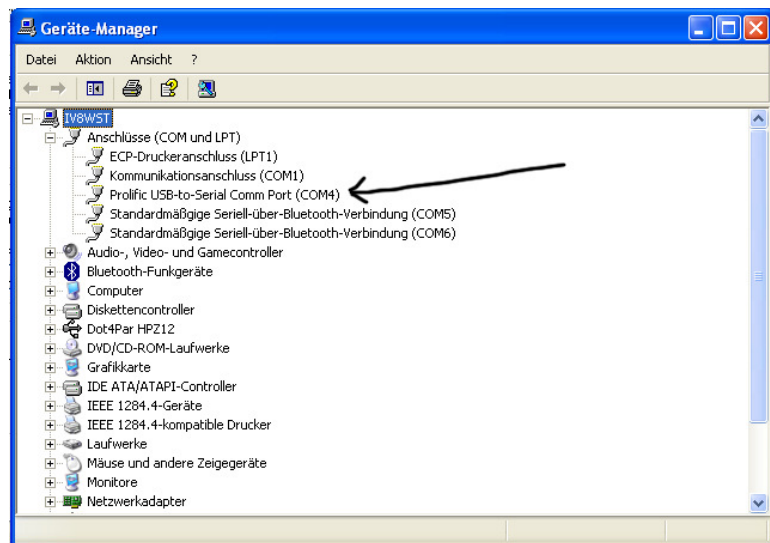 Geräte-Manager
Datei Aktion Ansicht ?
IV8WST
Anschlüsse (COM und LPT)
ECP-Druckeranschluss (LPT1)
Kommunikationsanschluss (COM1)
Prolific USB-to-Serial Comm Port (COM4)
Standardmäßgige Seriell-über-Bluetooth-Verbindung (COM5)
Standardmäßgige Seriell-über-Bluetooth-Verbindung (COM6)
Audio-, Video- und Gamecontroller
Bluetooth-Funkgeräte
Computer
Diskettencontroller
Dot4Par HPZ12
DVD/CD-ROM-Laufwerke
Grafikkarte
IDE ATA/ATAPI-Controller
IEEE 1284.4-Geräte
IEEE 1284.4-kompatible Drucker
Laufwerke
Mäuse und andere Zeigegeräte
Monitore
Netzwerkadapter